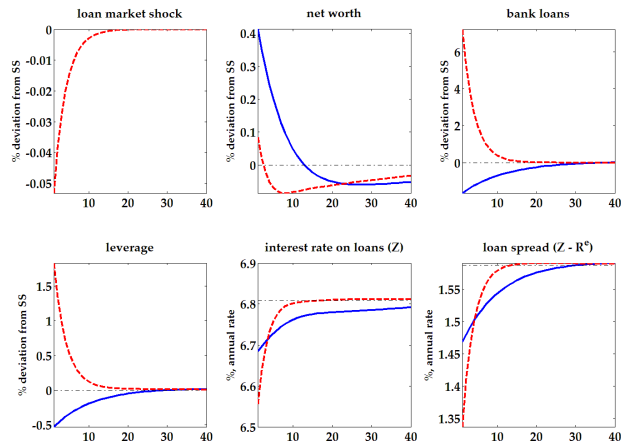 loan market shock
net worth
bank loans
% deviation from SS
0
-0.01
-0.02
-0.03
-0.04
-0.05
10 20 30 40
% deviation from SS
0.4
0.3
0.2
0.1
0
10 20 30 40
% deviation from SS
6
4
2
0
10 20 30 40
leverage
interest rate on loans (Z)
loan spread (Z - Rᵉ)
% deviation from SS
1.5
1
0.5
0
-0.5
10 20 30 40
%, annual rate
6.9
6.8
6.7
6.6
6.5
10 20 30 40
%, annual rate
1.55
1.5
1.45
1.4
1.35
10 20 30 40